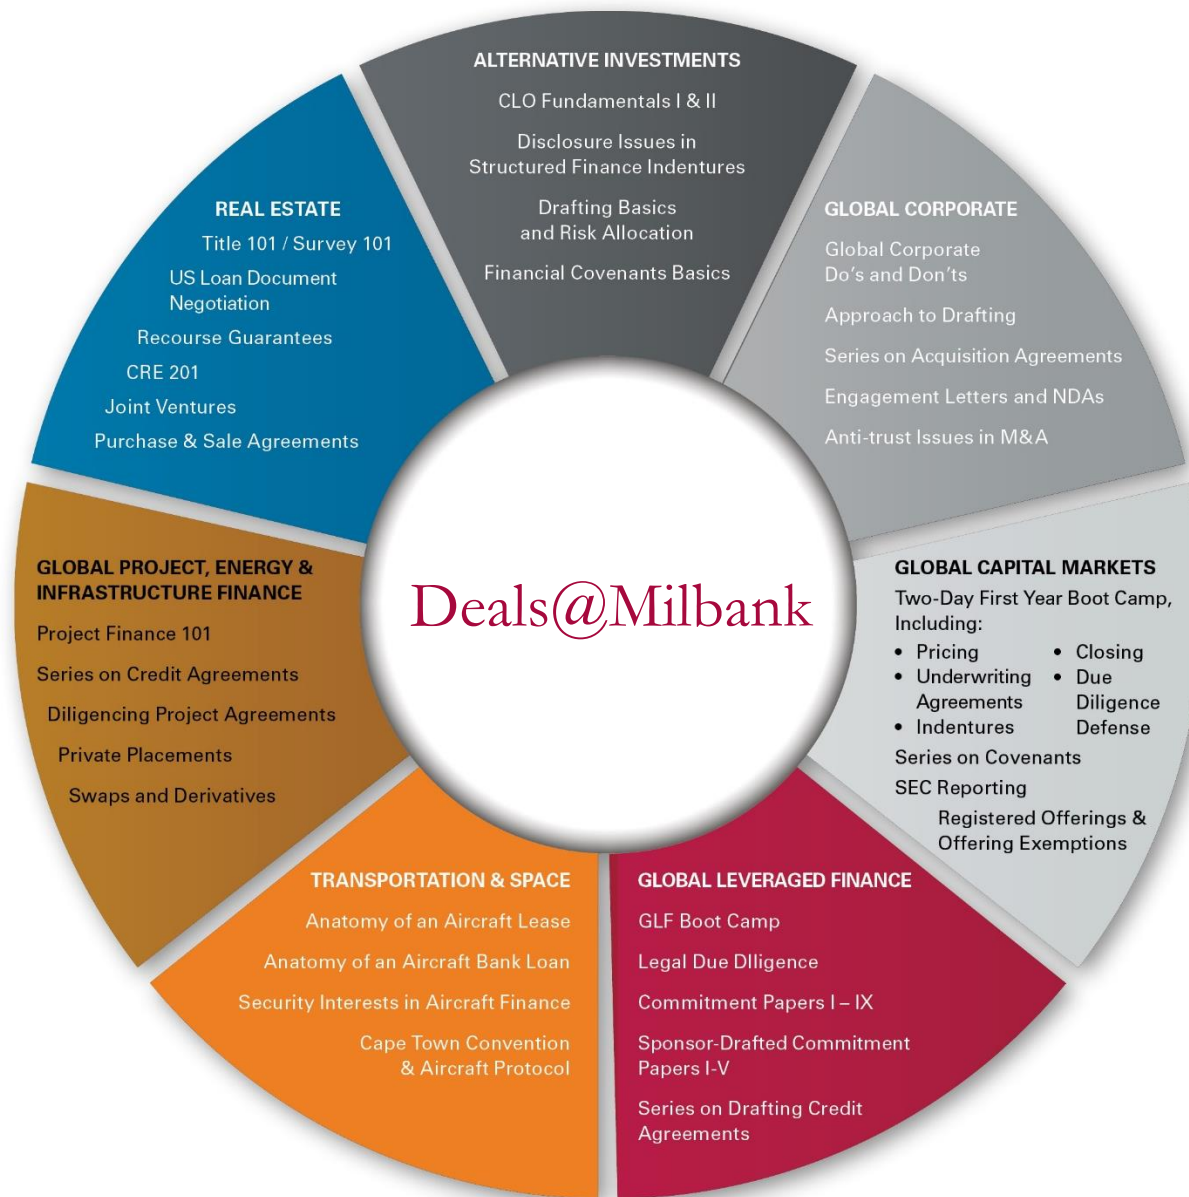 ALTERNATIVE INVESTMENTS
CLO Fundamentals I & II
Disclosure Issues in
Structured Finance Indentures
Drafting Basics
and Risk Allocation
Financial Covenants Basics
GLOBAL CORPORATE
Global Corporate
Do's and Don'ts
Approach to Drafting
Series on Acquisition Agreements
Engagement Letters and NDAs
Anti-trust Issues in M&A
GLOBAL CAPITAL MARKETS
Two-Day First Year Boot Camp,
Including:
• Pricing
• Underwriting
Agreements
• Indentures
• Closing
• Due
Diligence
Defense
Series on Covenants
SEC Reporting
Registered Offerings &
Offering Exemptions
GLOBAL LEVERAGED FINANCE
GLF Boot Camp
Legal Due DIligence
Commitment Papers I – IX
Sponsor-Drafted Commitment
Papers I-V
Series on Drafting Credit
Agreements
TRANSPORTATION & SPACE
Anatomy of an Aircraft Lease
Anatomy of an Aircraft Bank Loan
Security Interests in Aircraft Finance
Cape Town Convention
& Aircraft Protocol
GLOBAL PROJECT, ENERGY &
INFRASTRUCTURE FINANCE
Project Finance 101
Series on Credit Agreements
Diligencing Project Agreements
Private Placements
Swaps and Derivatives
REAL ESTATE
Title 101 / Survey 101
US Loan Document
Negotiation
Recourse Guarantees
CRE 201
Joint Ventures
Purchase & Sale Agreements
Deals@Milbank